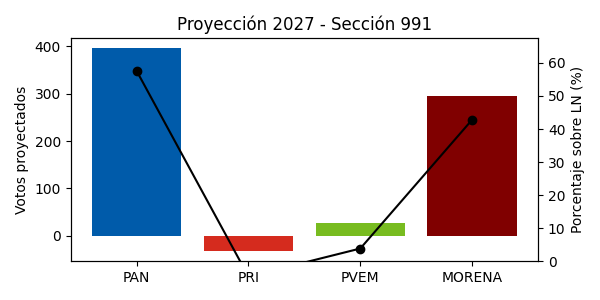 Proyección 2027 - Sección 991
Votos proyectados
400
300
200
100
0
60
50
40
30
20
10
0
Porcentaje sobre LN (%)
PAN
PRI
PVEM
MORENA